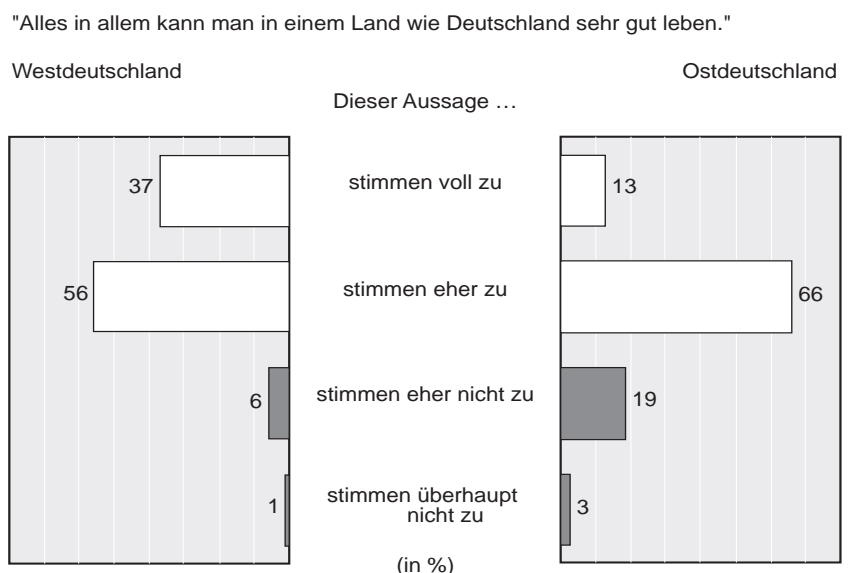 "Alles in allem kann man in einem Land wie Deutschland sehr gut leben."
Westdeutschland
Ostdeutschland
Dieser Aussage …
37
stimmen voll zu
13
56
stimmen eher zu
66
6
stimmen eher nicht zu
19
1
stimmen überhaupt
nicht zu
3
(in %)